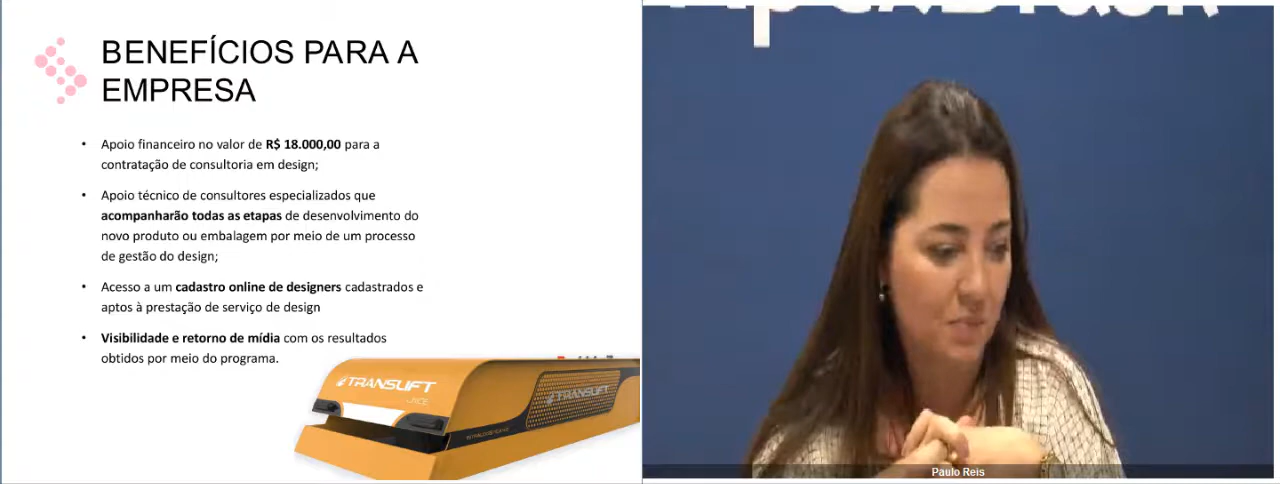 BENEFÍCIOS PARA A
EMPRESA
• Apoio financeiro no valor de R$ 18.000,00 para a
contratação de consultoria em design;
• Apoio técnico de consultores especializados que
acompanharão todas as etapas de desenvolvimento do
novo produto ou embalagem por meio de um processo
de gestão do design;
• Acesso a um cadastro online de designers cadastrados e
aptos à prestação de serviço de design
• Visibilidade e retorno de mídia com os resultados
obtidos por meio do programa.
TRANSLIFT
TRANSLIFT
Paulo Reis